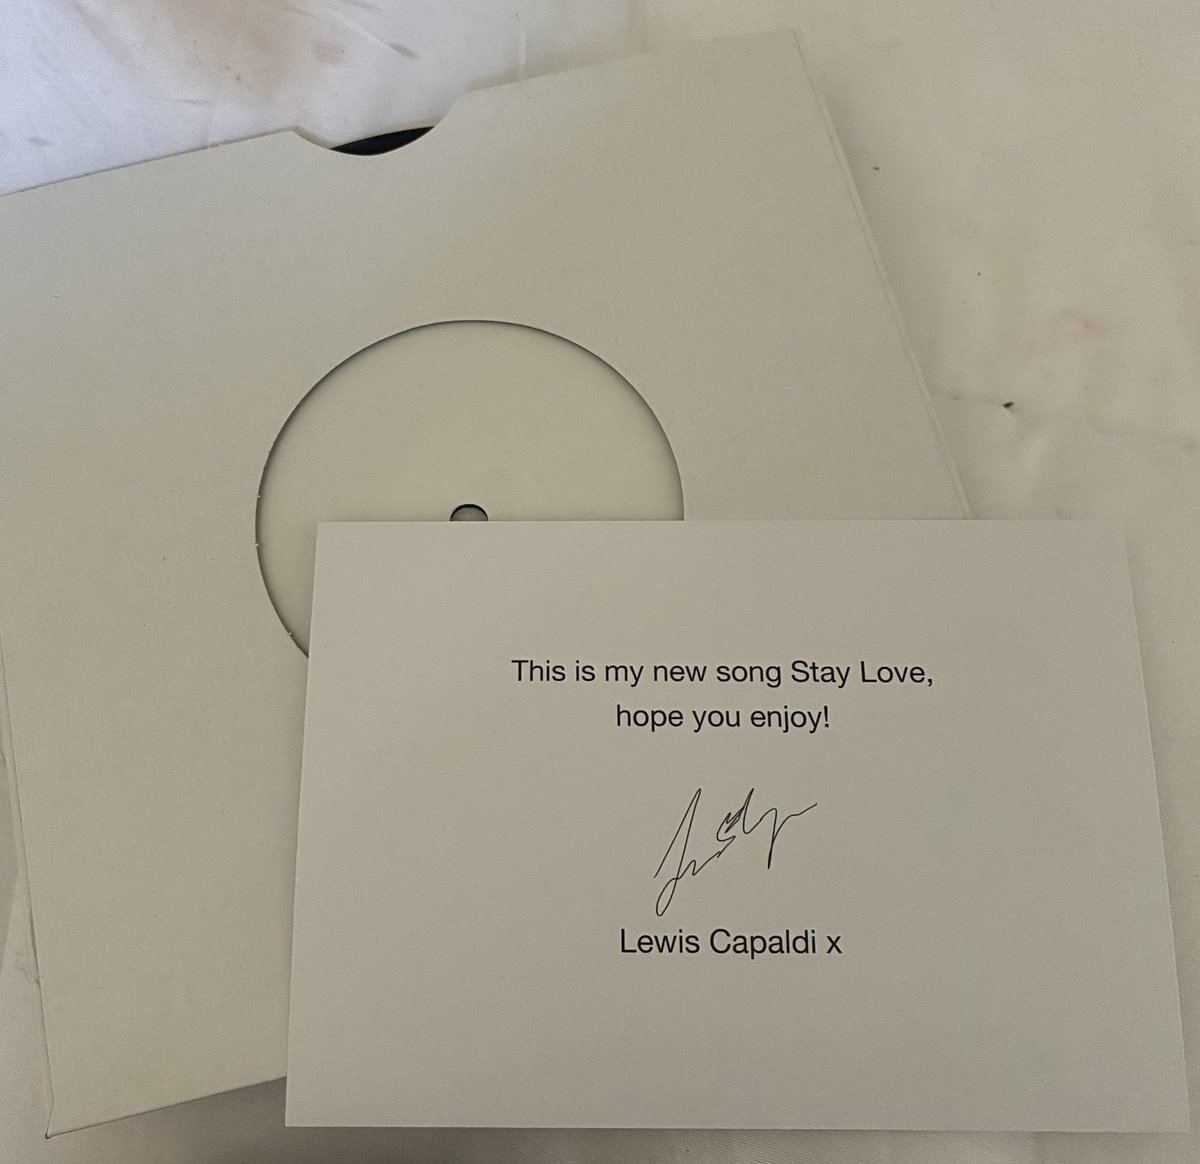 This is my new song Stay Love,
hope you enjoy!
Lewis Capaldi x